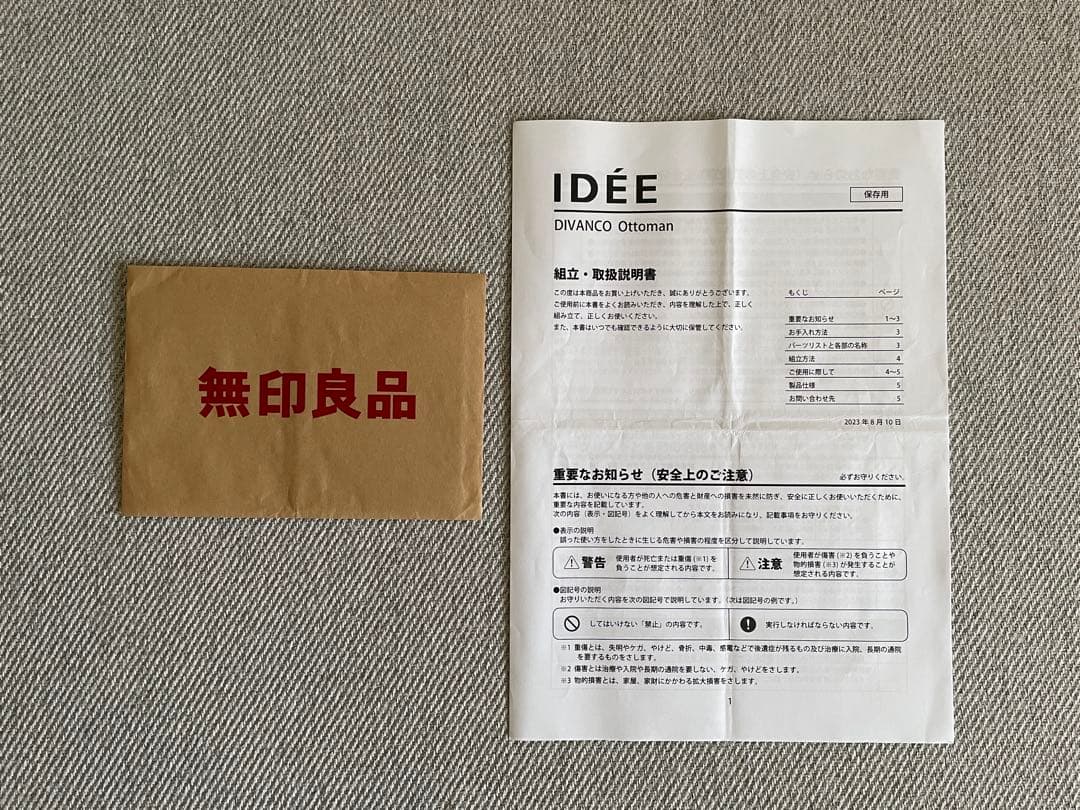 無印良品
IDÉE
保存用
DIVANCO Ottoman
組立・取扱説明書
この度は本商品をお買い上げいただき、誠にありがとうございます。
ご使用前に本書をよくお読みいただき、内容を理解した上で、正しく
組み立て、正しくお使いください。
また、本書はいつでも確認できるように大切に保管してください。
もくじ ページ
重要なお知らせ 1〜3
お手入れ方法 3
パーツリストと各部の名称 3
組立方法 4
ご使用に際して 4〜5
製品仕様 5
お問い合わせ先 5
2023年8月10日
重要なお知らせ（安全上のご注意） 必ずお守りください。
本書には、お使いになる方や他の人への危害と財産への損害を未然に防ぎ、安全に正しくお使いいただくために、
重要な内容を記載しています。
次の内容（表示・図記号）をよく理解してから本文をお読みになり、記載事項をお守りください。
●表示の説明
誤った使い方をしたときに生じる危害や損害の程度を区分して説明しています。
警告
使用者が死亡または重傷(※1)を
負うことが想定される内容です。
注意
使用者が傷害(※2)を負うことや
物的損害(※3)が発生することが
想定される内容です。
●図記号の説明
お守りいただく内容を次の図記号で説明しています。（次は図記号の例です。）
してはいけない「禁止」の内容です。
実行しなければならない内容です。
※1 重傷とは、失明やケガ、やけど、骨折、中毒、感電などで後遺症が残るもの及び治療に入院、長期の通院
を要するものをさします。
※2 傷害とは治療や入院や長期の通院を要しない、ケガ、やけどをさします。
※3 物的損害とは、家屋、家財にかかわる拡大損害をさします。
1